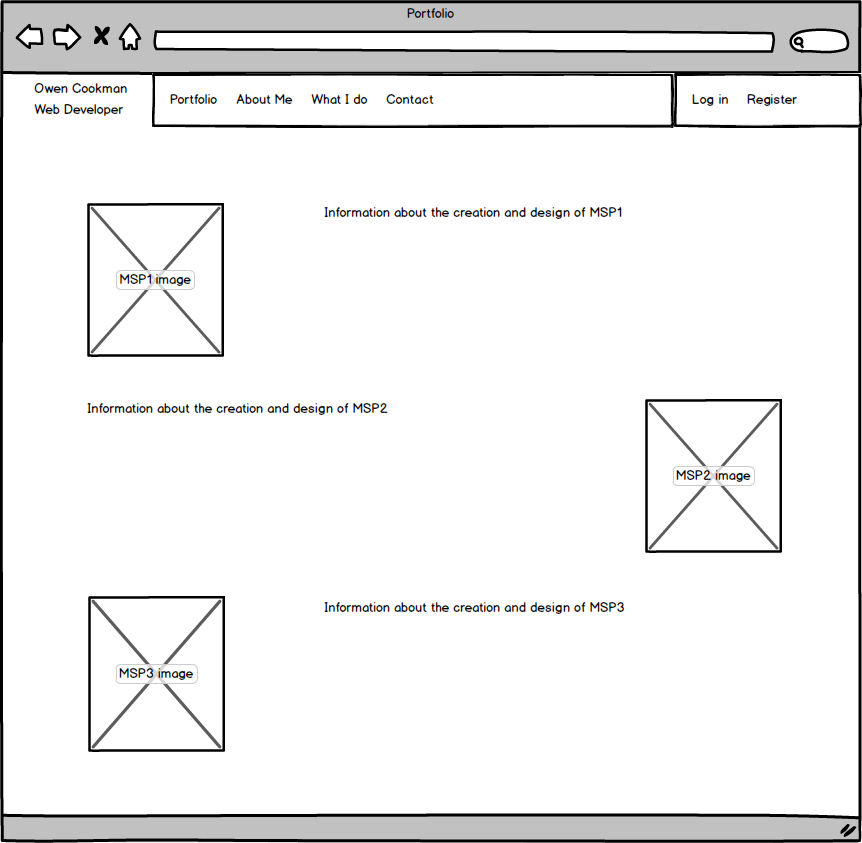 Portfolio
Owen Cookman
Web Developer
Portfolio About Me What I do Contact
Log in Register
Information about the creation and design of MSP1
MSP1 image
Information about the creation and design of MSP2
MSP2 image
Information about the creation and design of MSP3
MSP3 image